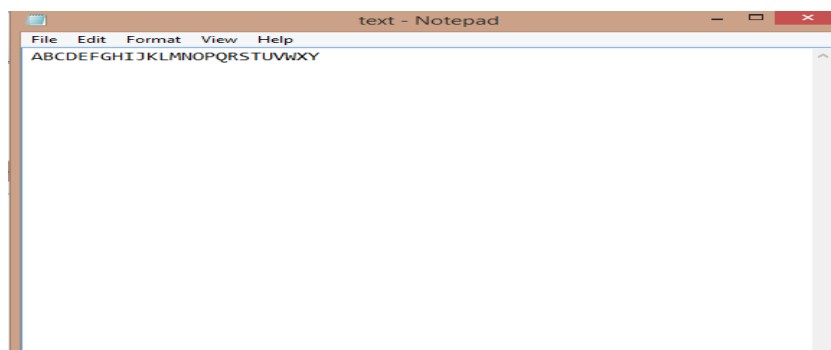 text - Notepad
File Edit Format View Help
ABCDEFGHIJKLMNOPQRSTUVWXY